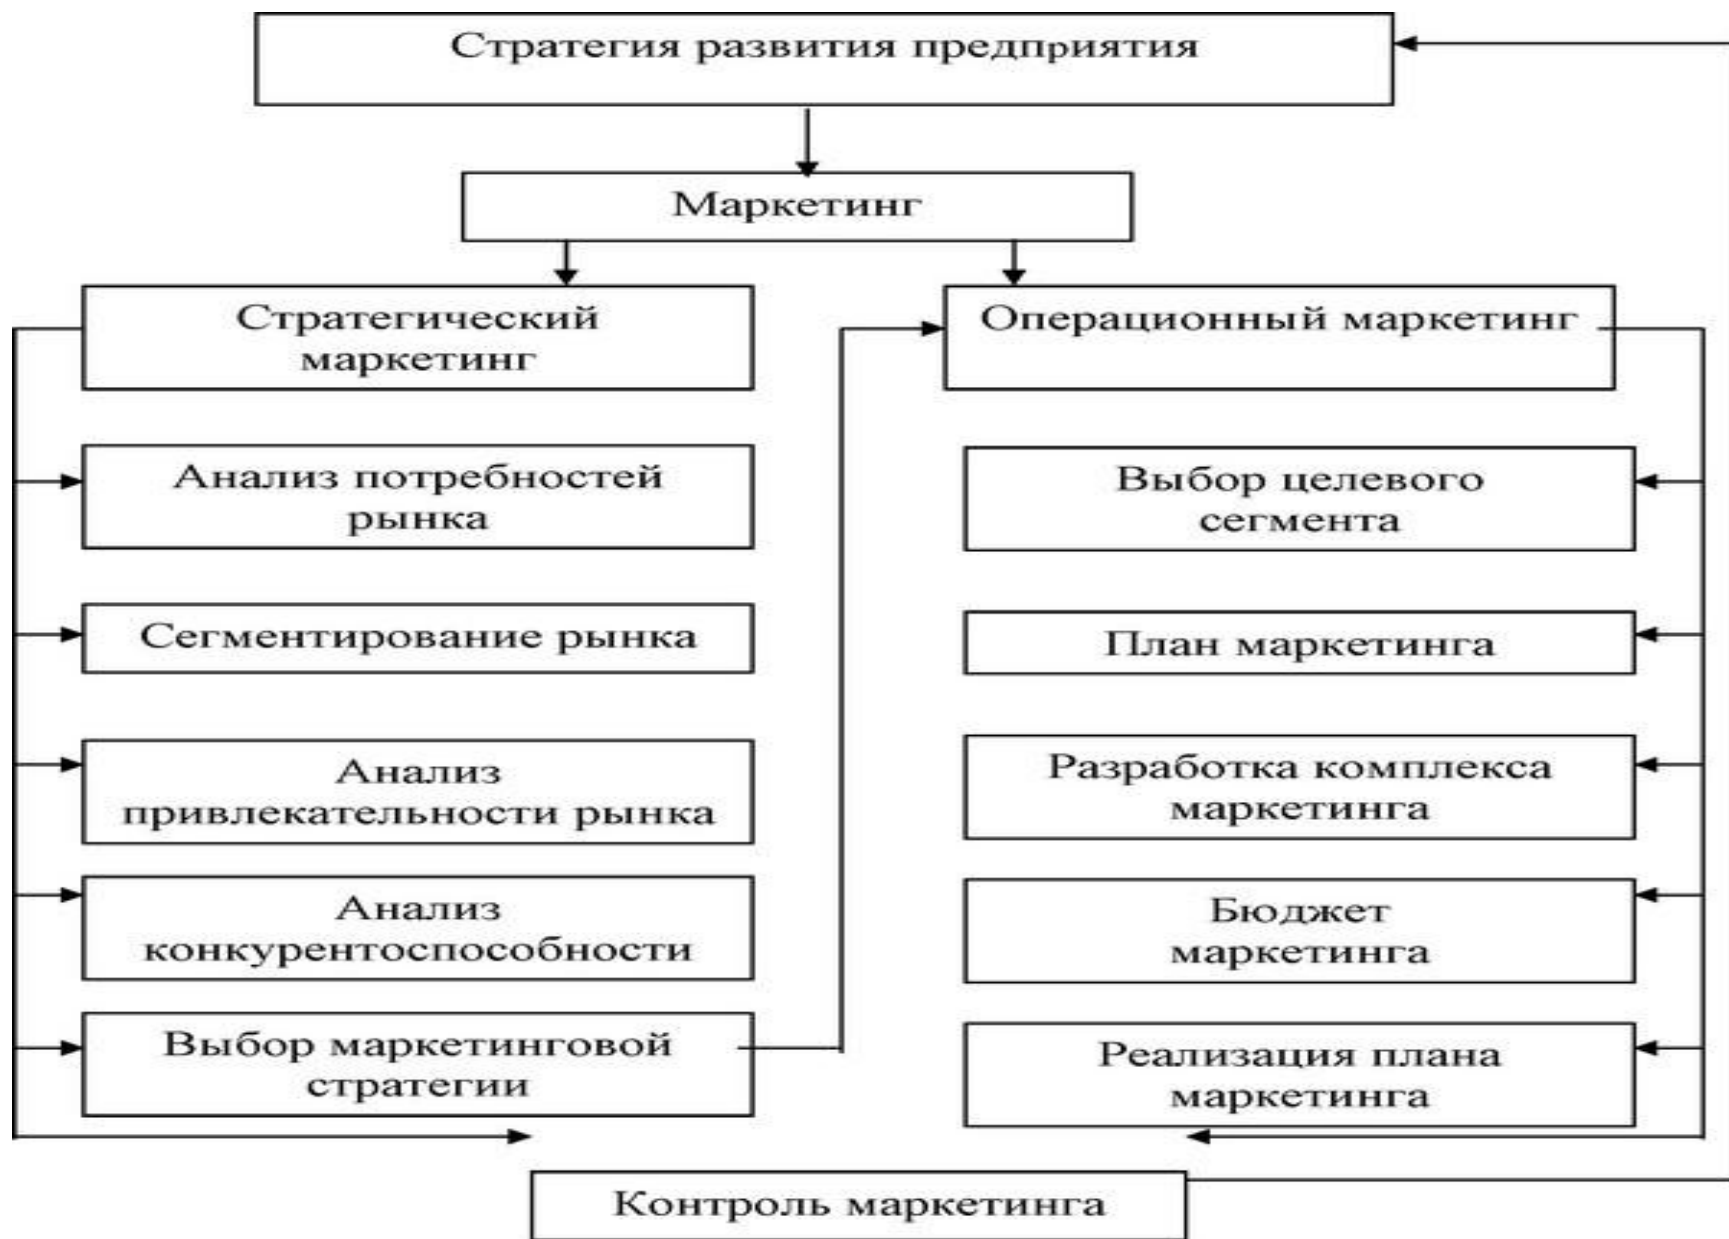 Стратегия развития предприятия
Маркетинг
Стратегический
маркетинг
Операционный маркетинг
Анализ потребностей
рынка
Выбор целевого
сегмента
Сегментирование рынка
План маркетинга
Анализ
привлекательности рынка
Разработка комплекса
маркетинга
Анализ
конкурентоспособности
Бюджет
маркетинга
Выбор маркетинговой
стратегии
Реализация плана
маркетинга
Контроль маркетинга